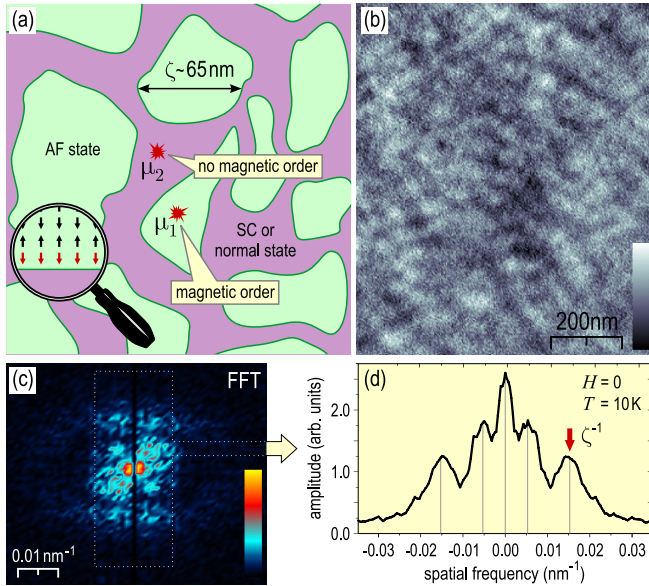 (a)
ζ~65nm
AF state
μ2
no magnetic order
μ1
SC or
normal state
magnetic order
(b)
200nm
(c)
FFT
0.01 nm⁻¹
(d)
H = 0
T = 10K
ζ⁻¹
amplitude (arb. units)
2.0
1.0
0.0
-0.03 -0.02 -0.01 0.00 0.01 0.02 0.03
spatial frequency (nm⁻¹)